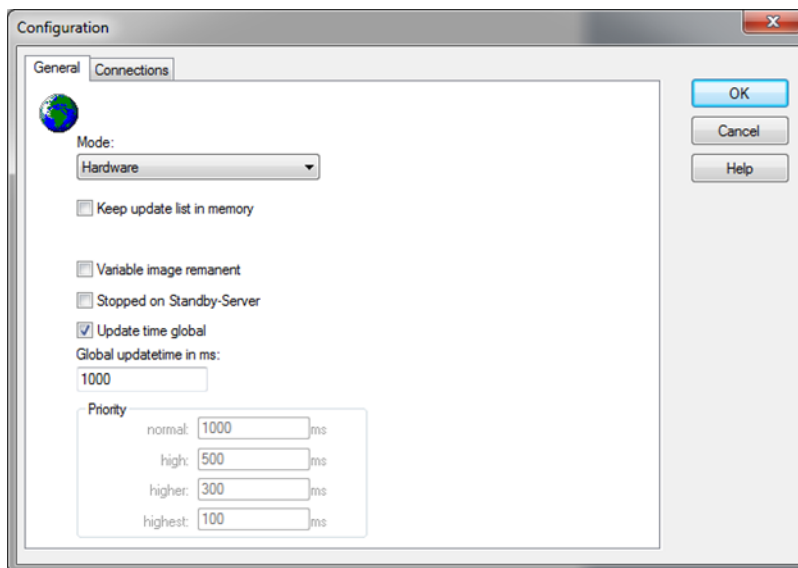 Configuration
General Connections
OK
Cancel
Help
Mode:
Hardware
Keep update list in memory
Variable image remanent
Stopped on Standby-Server
Update time global
Global updatetime in ms:
1000
Priority
normal: 1000 ms
high: 500 ms
higher: 300 ms
highest: 100 ms